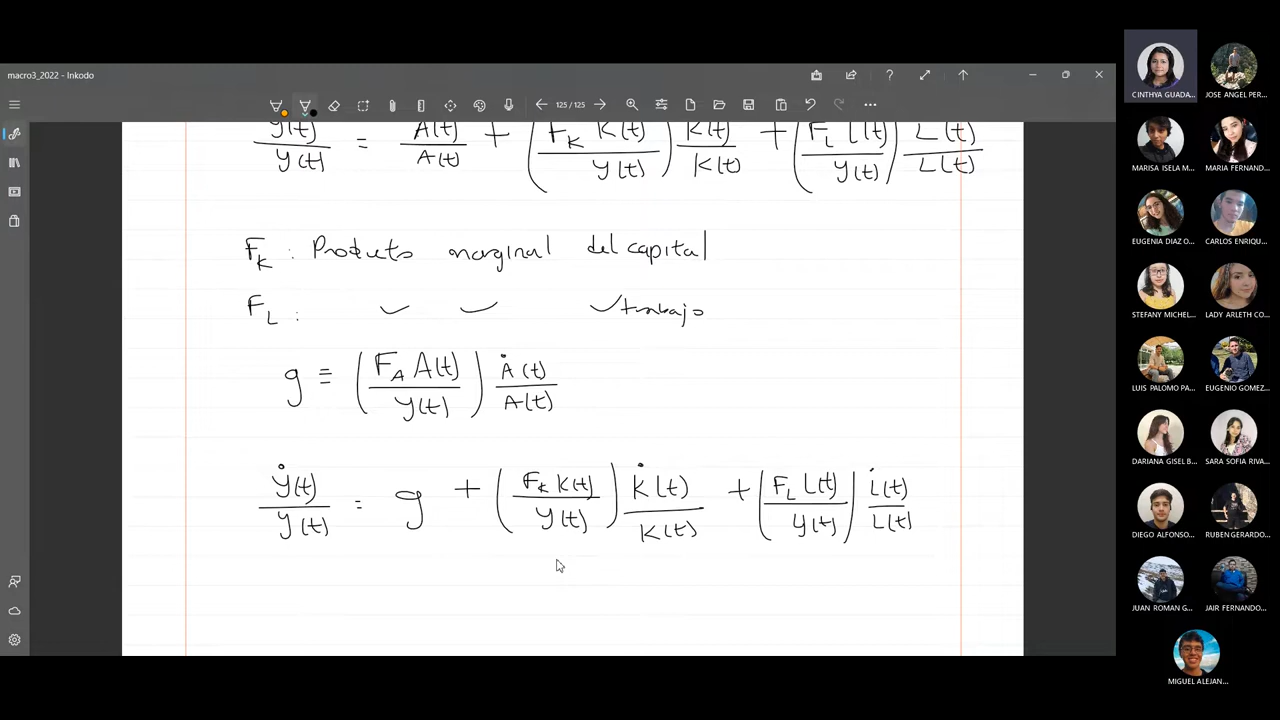 macro3_2022 - Inkodo
125 / 125
Y(t)/Y(t) = A(t)/A(t) + (F_K K(t)/Y(t)) K(t)/K(t) + (F_L L(t)/Y(t)) L(t)/L(t)
F_K : Producto marginal del capital
F_L : ✓ ✓ ✓ trabajo
g ≡ (F_A A(t)/Y(t)) Ȧ(t)/A(t)
Ẏ(t)/Y(t) = g + (F_K K(t)/Y(t)) K̇(t)/K(t) + (F_L L(t)/Y(t)) L̇(t)/L(t)
CINTHYA GUADA...
JOSE ANGEL PER...
MARISA ISELA M...
MARIA FERNAND...
EUGENIA DIAZ O...
CARLOS ENRIQU...
STEFANY MICHEL...
LADY ARLETH CO...
LUIS PALOMO PA...
EUGENIO GOMEZ...
DARIANA GISEL B...
SARA SOFIA RIVA...
DIEGO ALFONSO...
RUBEN GERARDO...
JUAN ROMAN G...
JAIR FERNANDO...
MIGUEL ALEJAN...